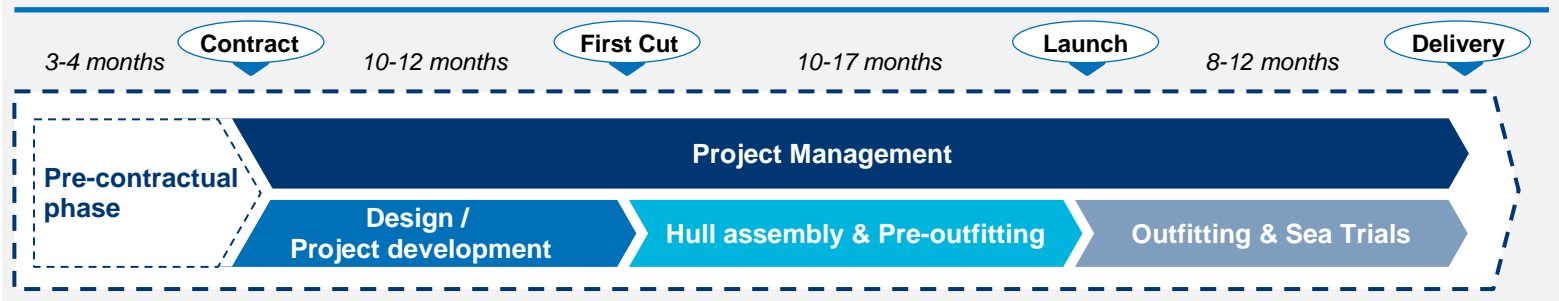 Contract
First Cut
Launch
Delivery
3-4 months
10-12 months
10-17 months
8-12 months
Project Management
Pre-contractual
phase
Design /
Project development
Hull assembly & Pre-outfitting
Outfitting & Sea Trials